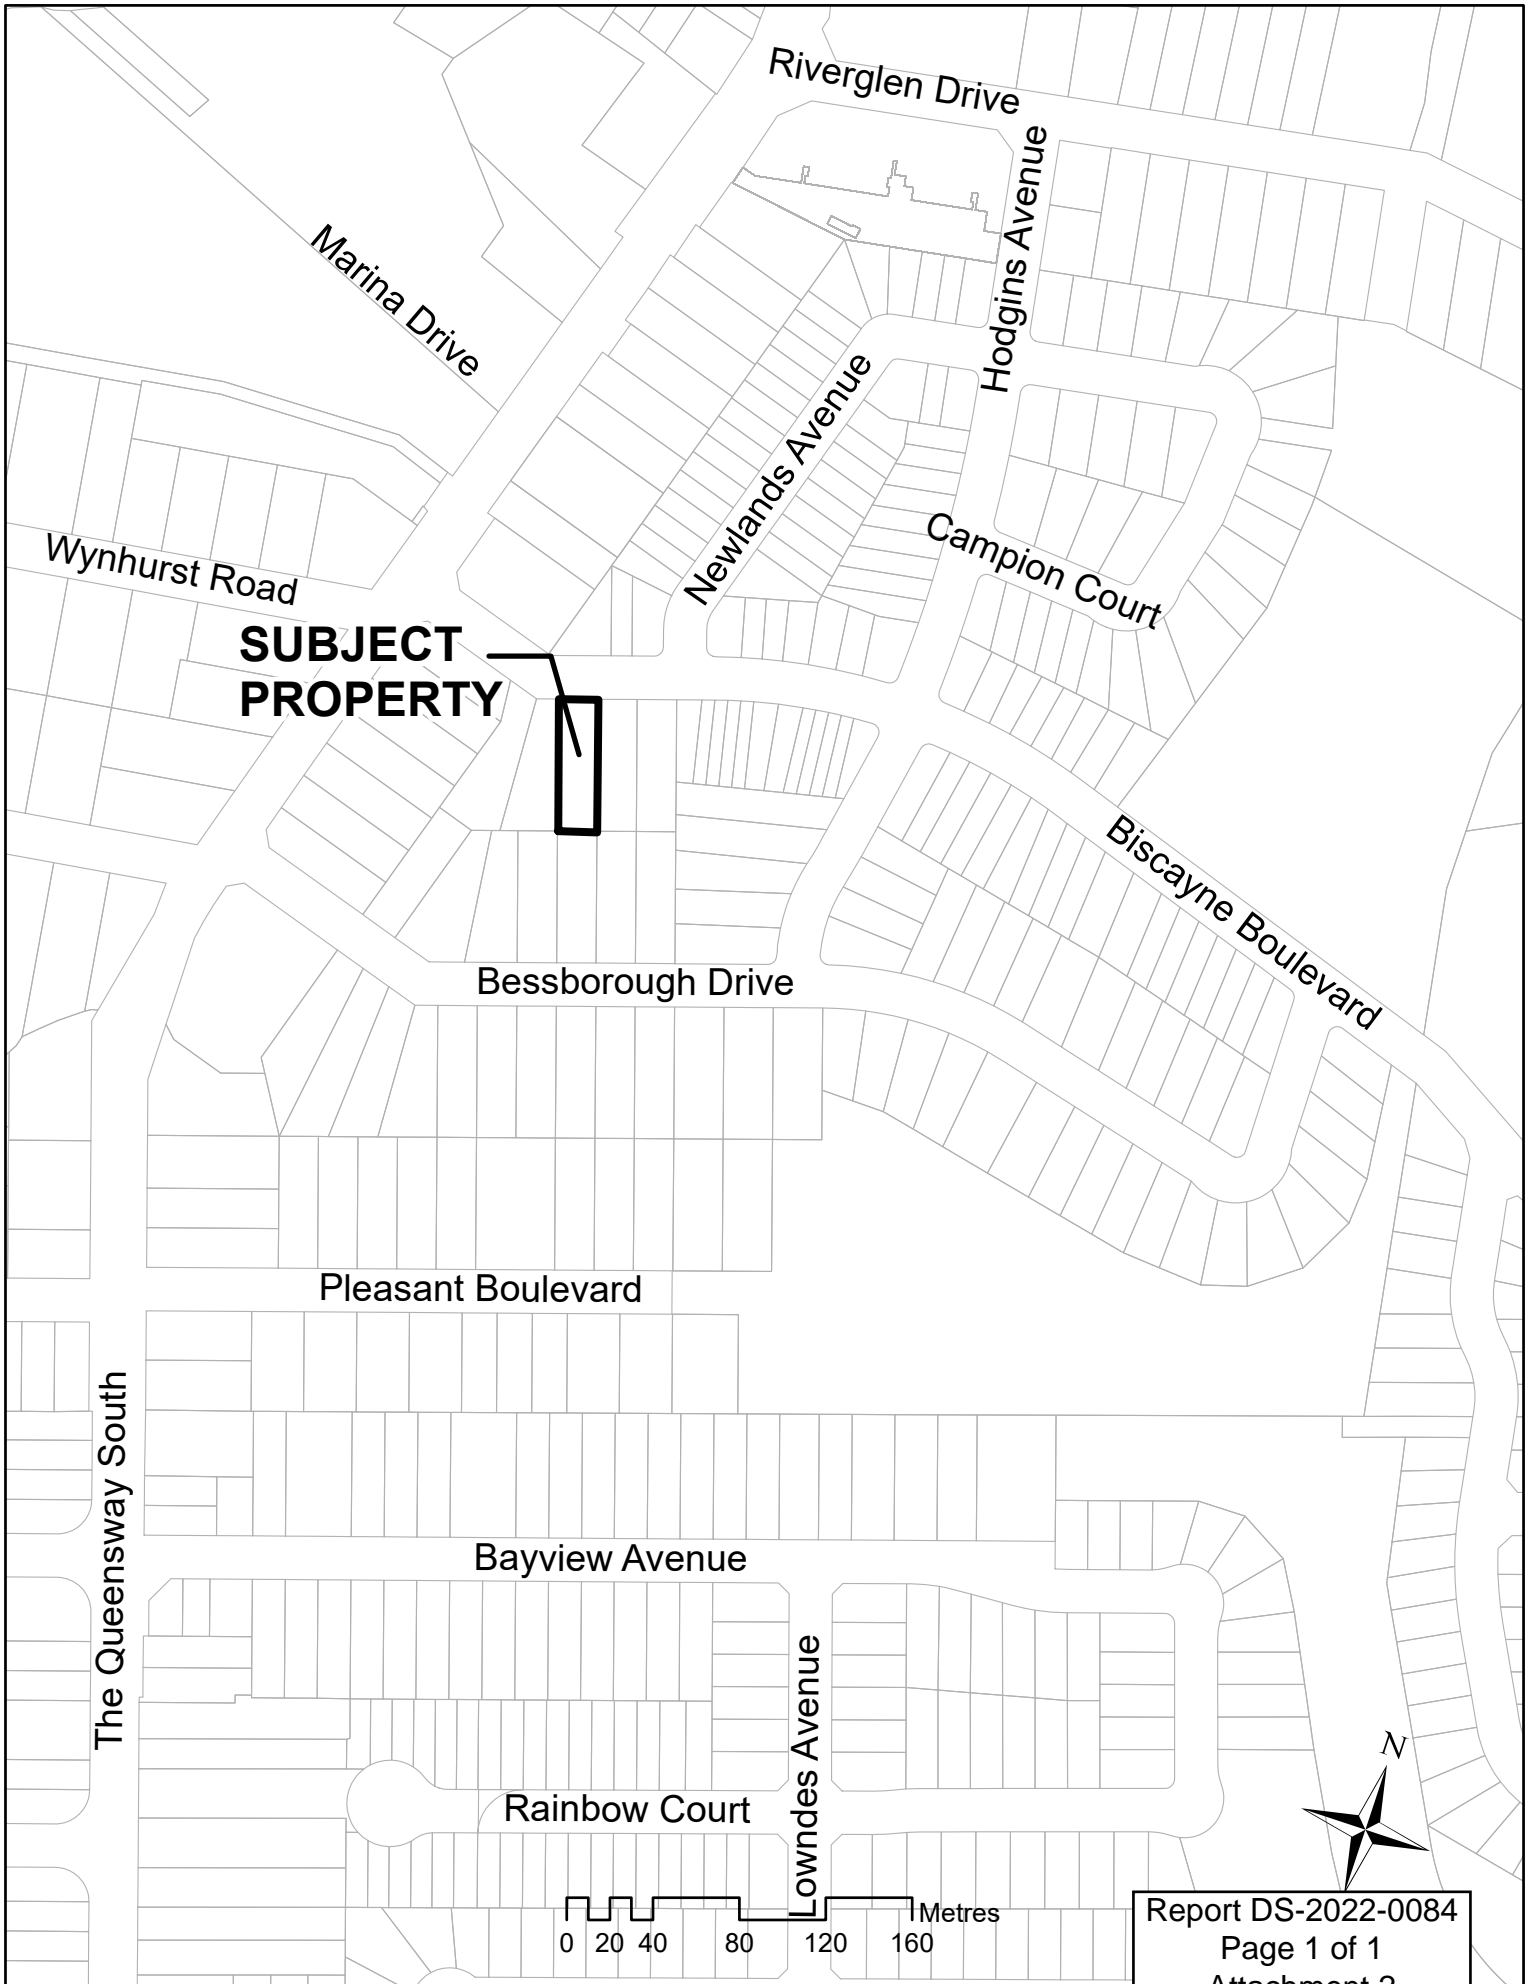 Riverglen Drive
Hodgins Avenue
Marina Drive
Newlands Avenue
Campion Court
Wynhurst Road
SUBJECT
PROPERTY
Biscayne Boulevard
Bessborough Drive
Pleasant Boulevard
The Queensway South
Bayview Avenue
Lowndes Avenue
Rainbow Court
N
Metres
0 20 40 80 120 160
Report DS-2022-0084
Page 1 of 1
Attachment 2